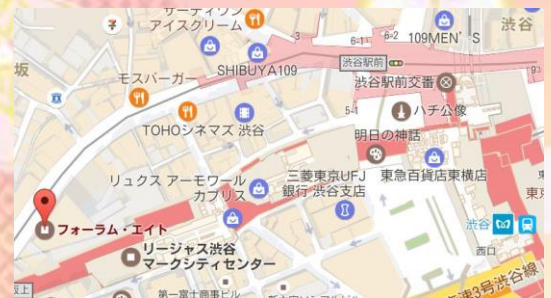 サーティワン
アイスクリーム
6-1
6-2
109MEN'S
渋谷
坂
モスバーガー
SHIBUYA109
渋谷駅前
渋谷駅前交番
TOHOシネマズ 渋谷
5-1
ハチ公像
明日の神話
リュクス アーモワール
カプリス
三菱東京UFJ
銀行 渋谷支店
東急百貨店東横店
フォーラム・エイト
渋谷
西口
リージャス渋谷
マークシティセンター
坂上
第一富士商事ビル
速3号渋谷線